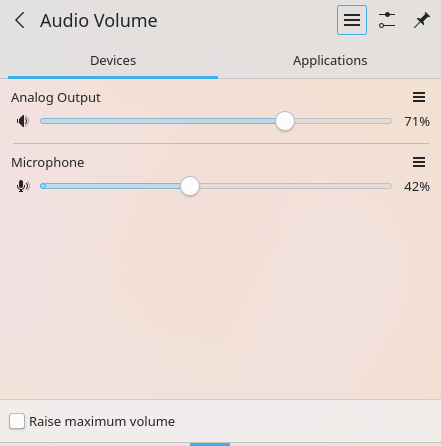 Audio Volume
Devices
Applications
Analog Output
71%
Microphone
42%
Raise maximum volume